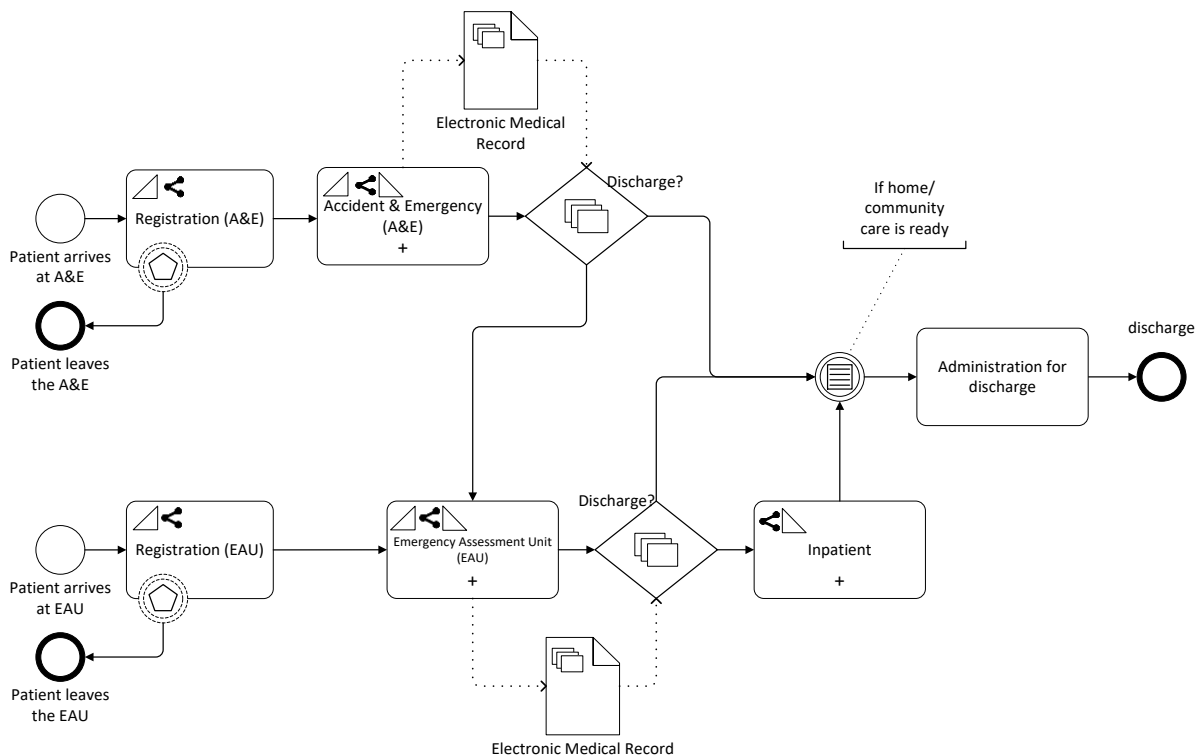 Electronic Medical
Record
Discharge?
If home/
community
care is ready
Registration (A&E)
Accident & Emergency
(A&E)
+
Patient arrives
at A&E
Patient leaves
the A&E
discharge
Administration for
discharge
Discharge?
Registration (EAU)
Emergency Assessment Unit
(EAU)
+
Inpatient
+
Patient arrives
at EAU
Patient leaves
the EAU
Electronic Medical Record